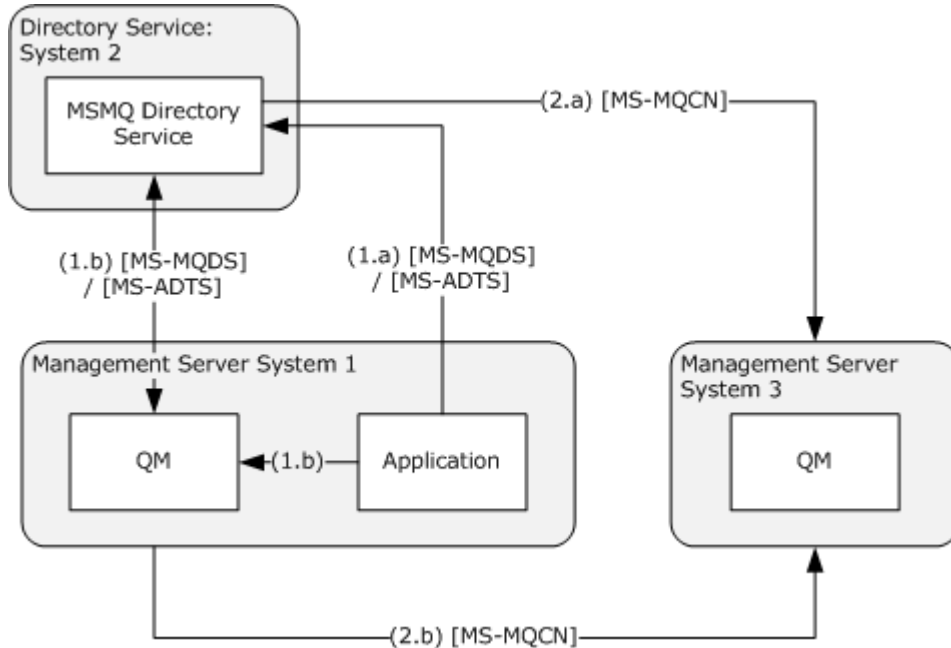 Directory Service:
System 2
MSMQ Directory
Service
(2.a) [MS-MQCN]
(1.b) [MS-MQDS]
/ [MS-ADTS]
(1.a) [MS-MQDS]
/ [MS-ADTS]
Management Server System 1
QM
(1.b)
Application
Management Server
System 3
QM
(2.b) [MS-MQCN]